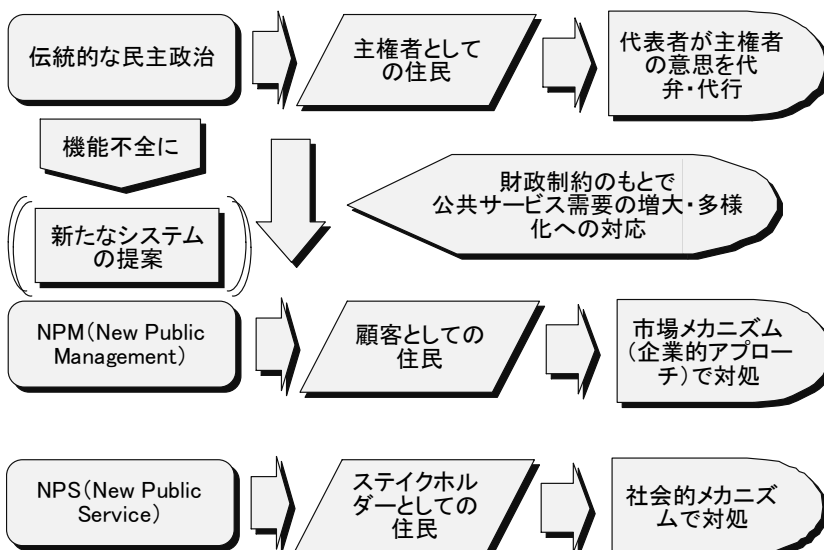 伝統的な民主政治
主権者として
の住民
代表者が主権者
の意思を代
弁・代行
機能不全に
財政制約のもとで
公共サービス需要の増大・多様
化への対応
新たなシステム
の提案
NPM(New Public
Management)
顧客としての
住民
市場メカニズム
(企業的アプロー
チ)で対処
NPS(New Public
Service)
ステイクホル
ダーとしての
住民
社会的メカニズ
ムで対処